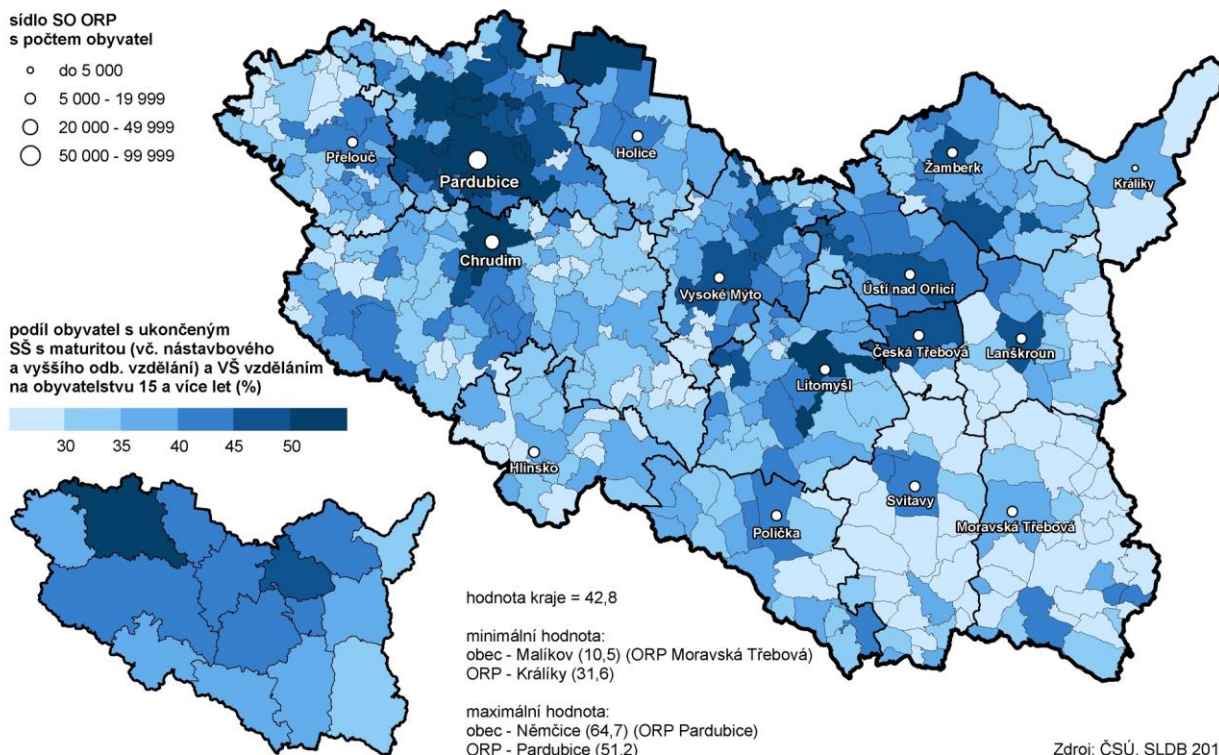 sídlo SO ORP
s počtem obyvatel
do 5 000
5 000 - 19 999
20 000 - 49 999
50 000 - 99 999
Přelouč
Pardubice
Holice
Žamberk
Králíky
Chrudim
Vysoké Mýto
Ústí nad Orlicí
Česká Třebová
Lanškroun
Litomyšl
Hlinsko
Polička
Svitavy
Moravská Třebová
podíl obyvatel s ukončeným
SŠ s maturitou (vč. nástavbového
a vyššího odb. vzdělání) a VŠ vzděláním
na obyvatelstvu 15 a více let (%)
30 35 40 45 50
hodnota kraje = 42,8
minimální hodnota:
obec - Malíkov (10,5) (ORP Moravská Třebová)
ORP - Králíky (31,6)
maximální hodnota:
obec - Němčice (64,7) (ORP Pardubice)
ORP - Pardubice (51,2)
Zdroj: ČSÚ, SLDB 201